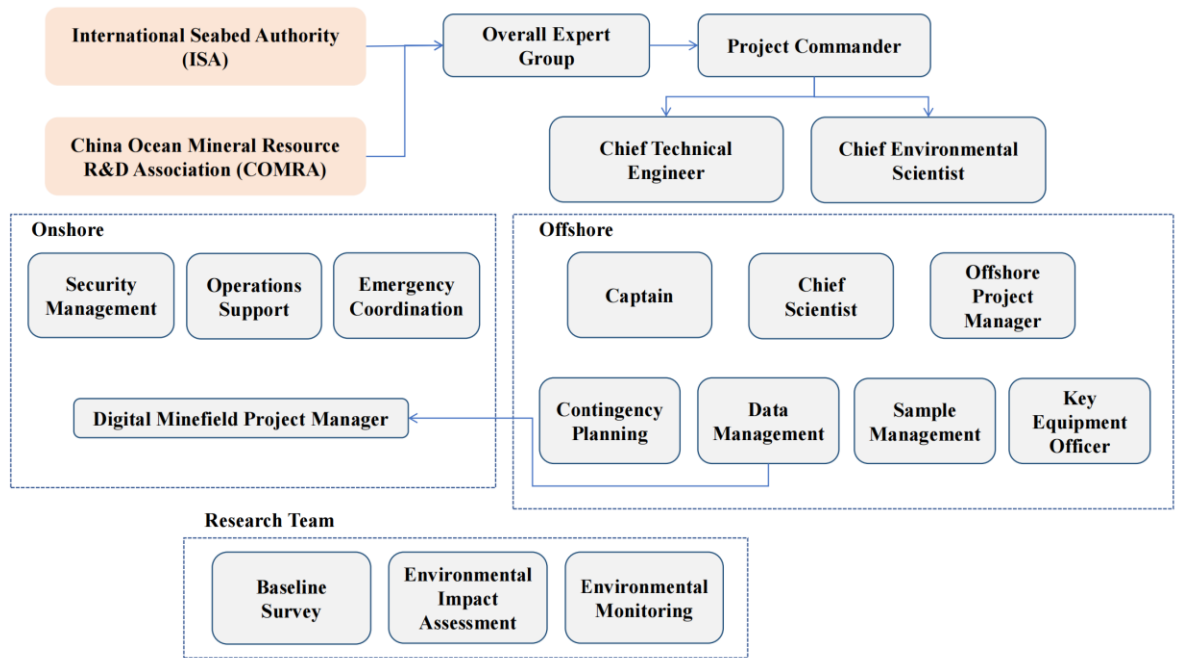 International Seabed Authority
(ISA)
Overall Expert
Group
Project Commander
China Ocean Mineral Resource
R&D Association (COMRA)
Chief Technical
Engineer
Chief Environmental
Scientist
Onshore
Security
Management
Operations
Support
Emergency
Coordination
Digital Minefield Project Manager
Offshore
Captain
Chief
Scientist
Offshore
Project
Manager
Contingency
Planning
Data
Management
Sample
Management
Key
Equipment
Officer
Research Team
Baseline
Survey
Environmental
Impact
Assessment
Environmental
Monitoring